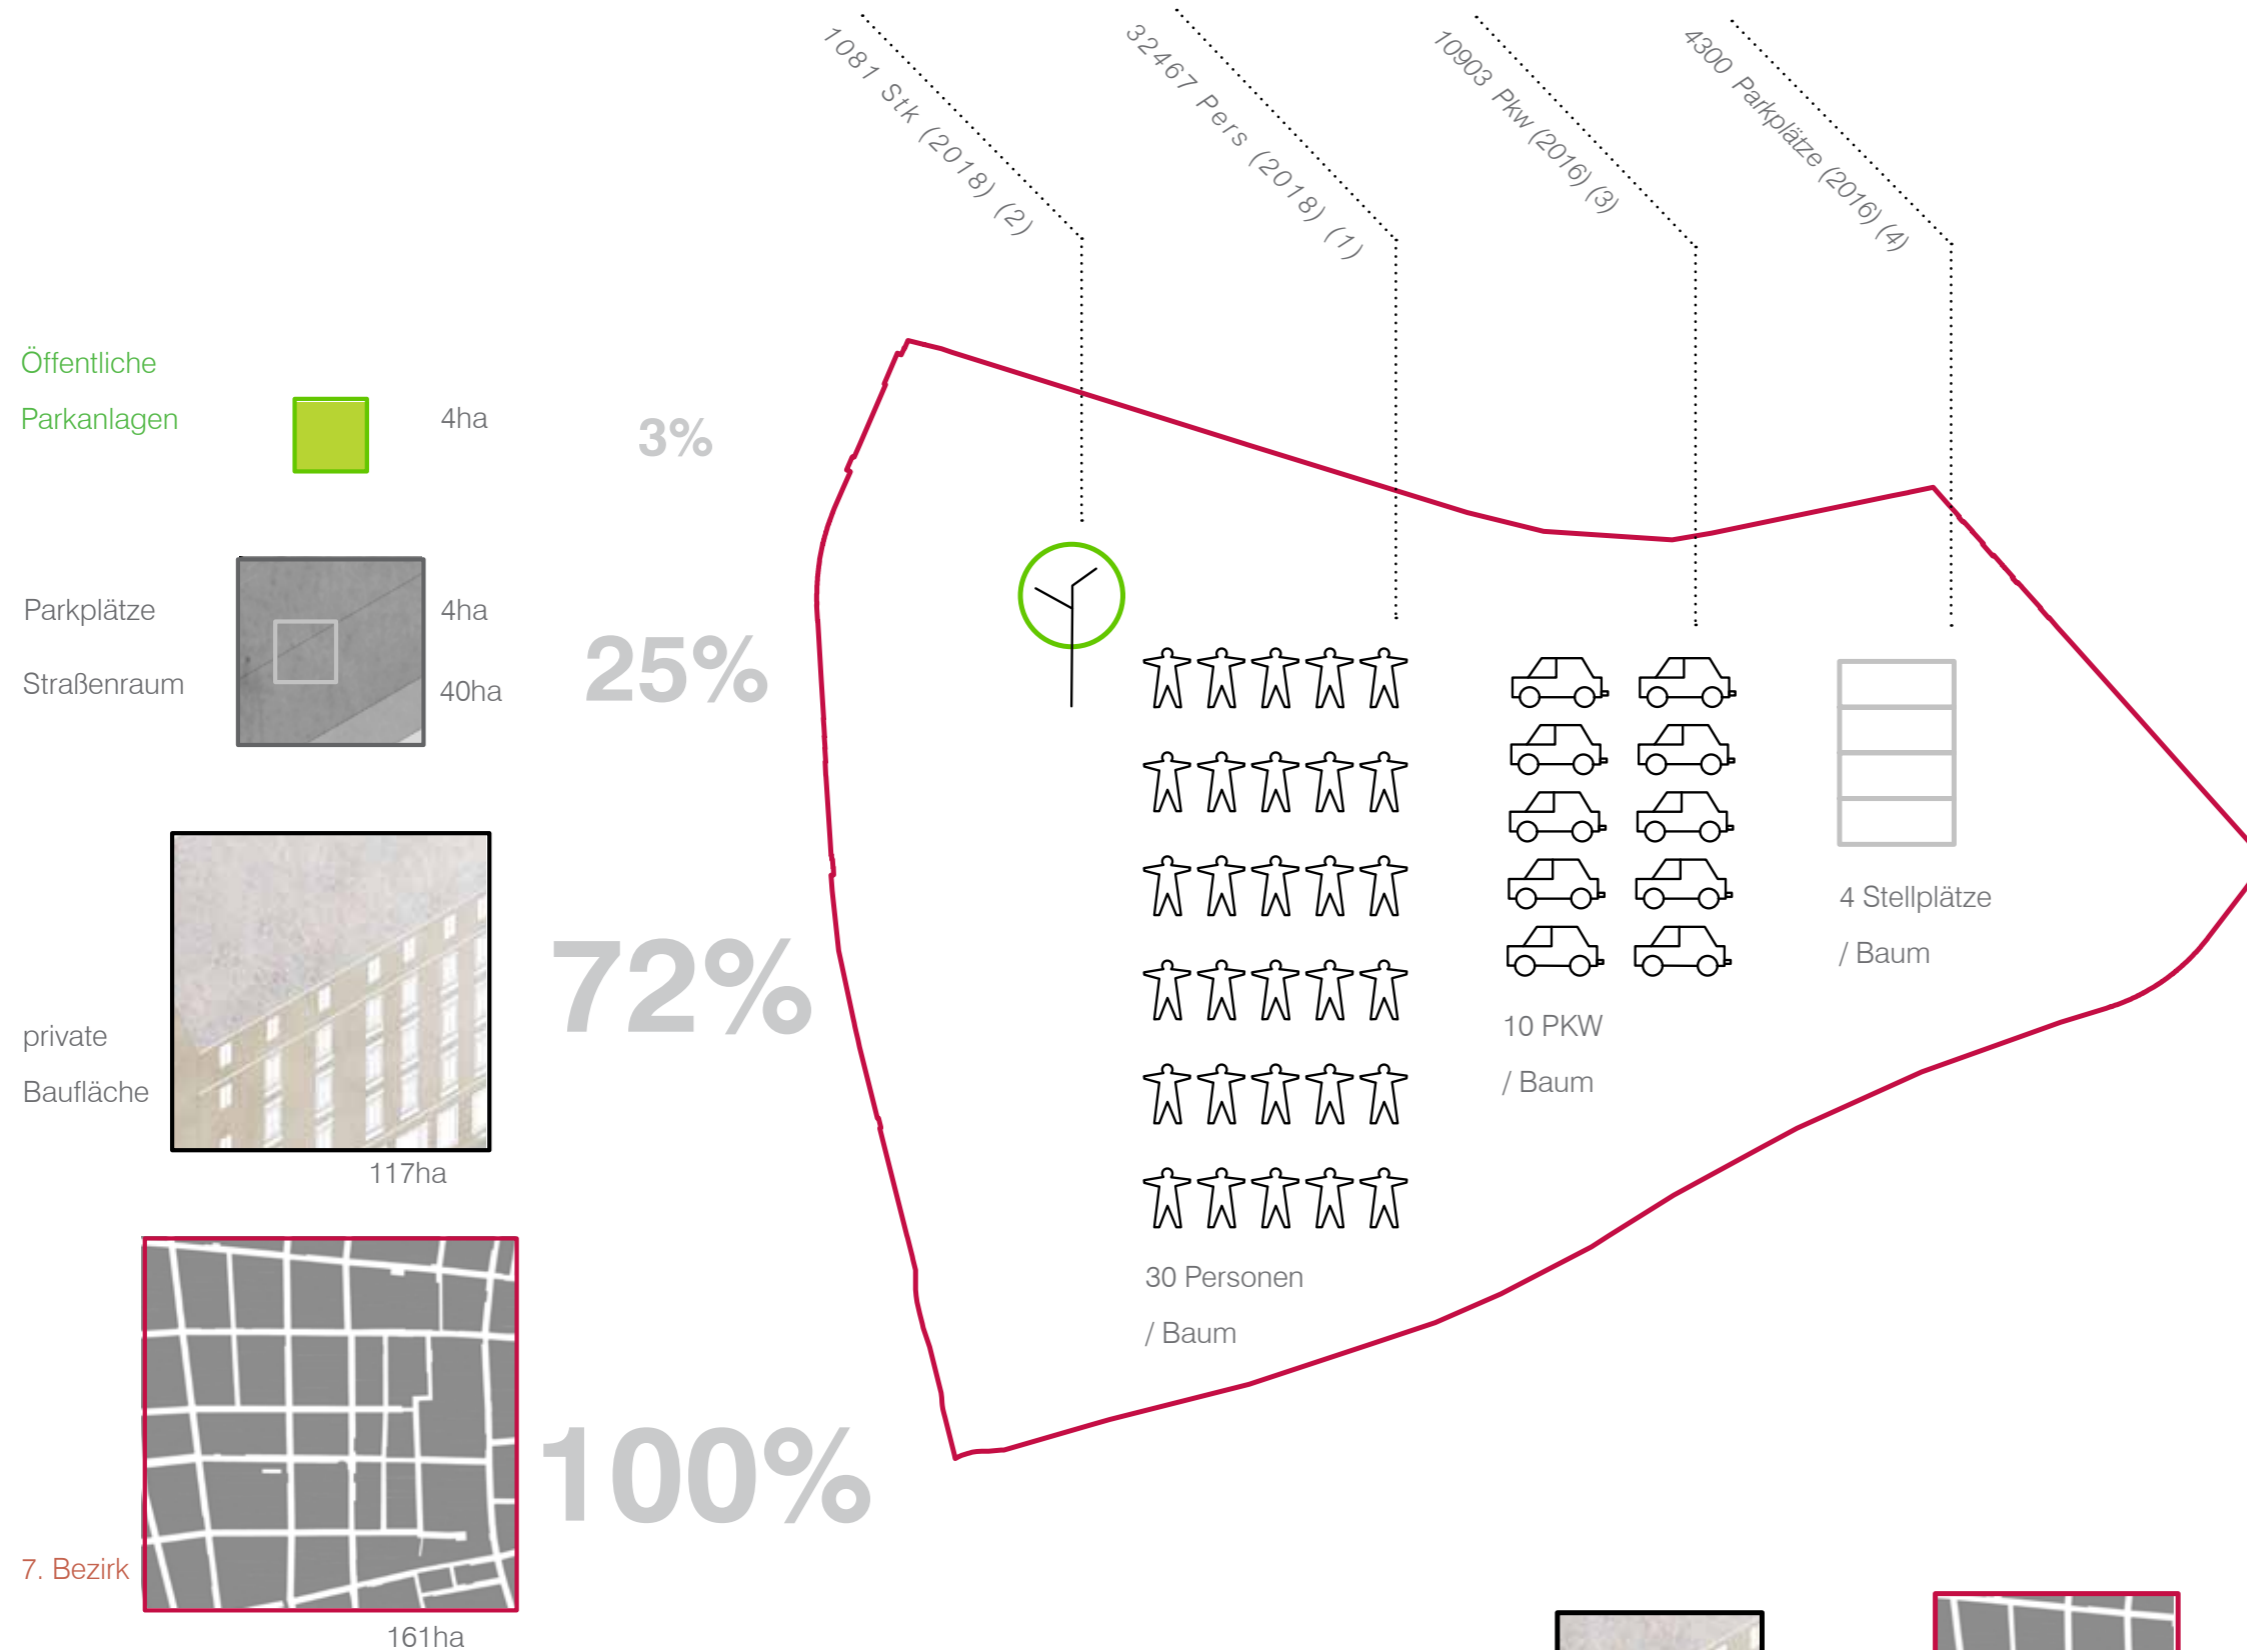 1081 Stk (2018) (2)
32467 Pers (2018) (1)
10903 Pkw (2016) (3)
4300 Parkplätze (2016) (4)
Öffentliche
Parkanlagen
4ha
3%
Parkplätze
4ha
Straßenraum
40ha
25%
private
Baufläche
117ha
72%
7. Bezirk
161ha
100%
30 Personen
/ Baum
10 PKW
/ Baum
4 Stellplätze
/ Baum